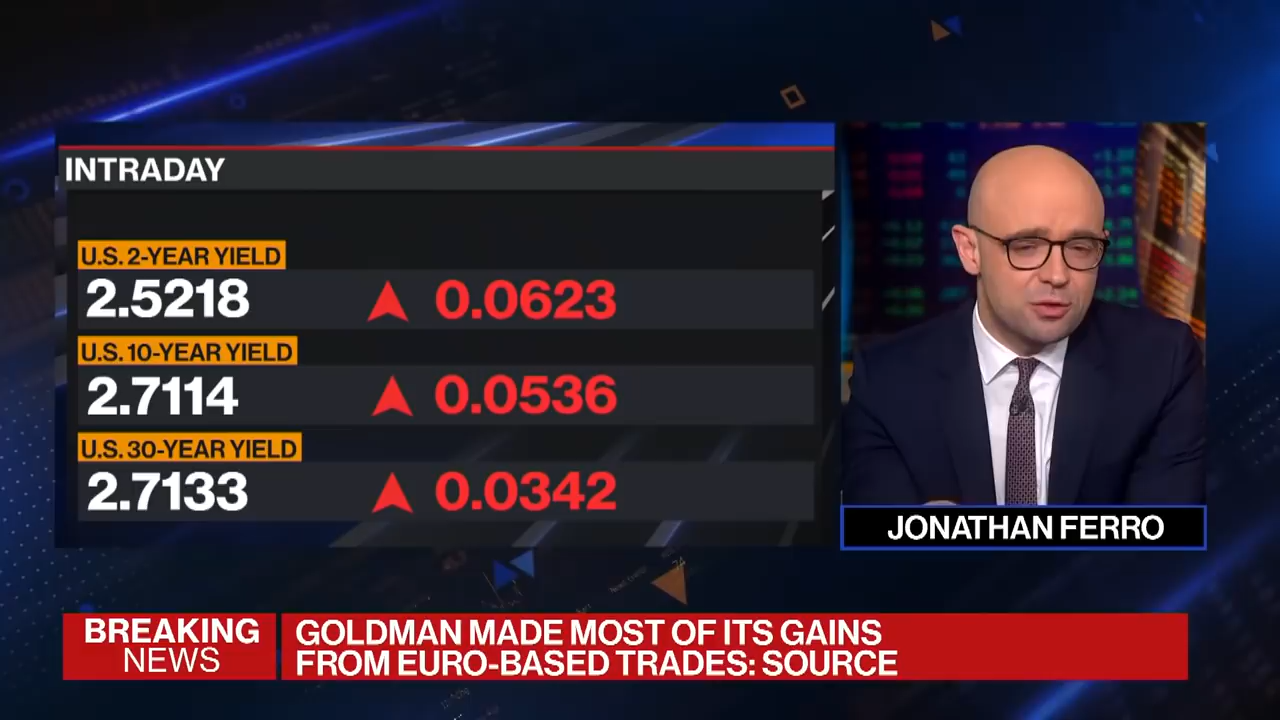 INTRADAY
U.S. 2-YEAR YIELD
2.5218 ▲ 0.0623
U.S. 10-YEAR YIELD
2.7114 ▲ 0.0536
U.S. 30-YEAR YIELD
2.7133 ▲ 0.0342
JONATHAN FERRO
BREAKING
NEWS
GOLDMAN MADE MOST OF ITS GAINS
FROM EURO-BASED TRADES: SOURCE